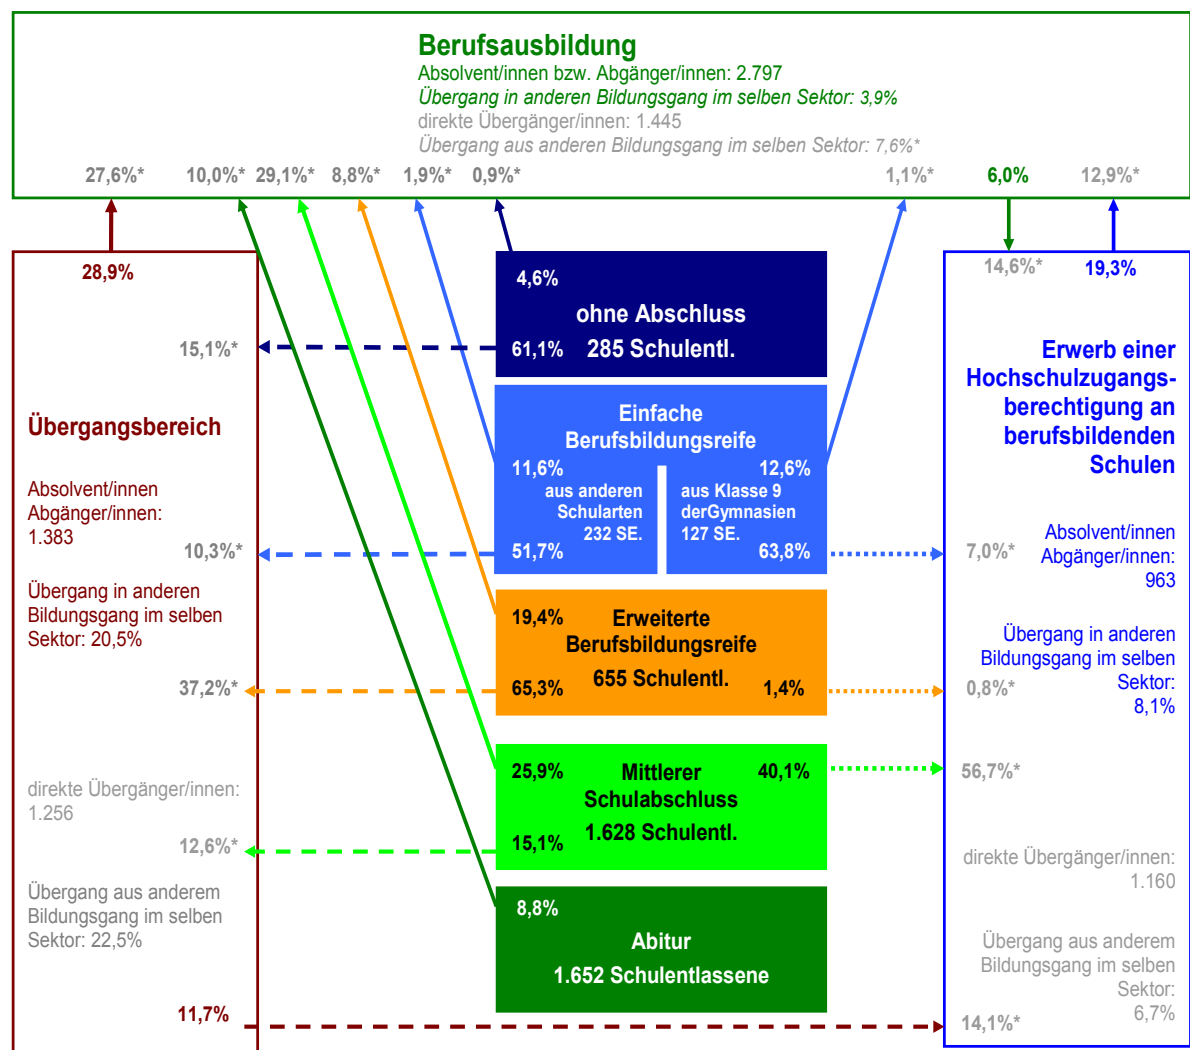 Berufsausbildung
Absolvent/innen bzw. Abgänger/innen: 2.797
Übergang in anderen Bildungsgang im selben Sektor: 3,9%
direkte Übergänger/innen: 1.445
Übergang aus anderen Bildungsgang im selben Sektor: 7,6%*
27,6%* 10,0%* 29,1%* 8,8%* 1,9%* 0,9%* 1,1%* 6,0% 12,9%*
28,9%
15,1%*
Übergangsbereich
Absolvent/innen
Abgänger/innen:
1.383
10,3%*
Übergang in anderen
Bildungsgang im selben
Sektor: 20,5%
37,2%*
direkte Übergänger/innen:
1.256
12,6%*
Übergang aus anderem
Bildungsgang im selben
Sektor: 22,5%
11,7%
4,6%
ohne Abschluss
61,1% 285 Schulentl.
Einfache
Berufsbildungsreife
11,6% 12,6%
aus anderen
Schularten
232 SE.
51,7%
aus Klasse 9
derGymnasien
127 SE.
63,8%
19,4% Erweiterte
Berufsbildungsreife
655 Schulentl.
65,3% 1,4%
25,9% Mittlerer 40,1%
Schulabschluss
1.628 Schulentl.
15,1%
8,8%
Abitur
1.652 Schulentlassene
14,6%* 19,3%
Erwerb einer
Hochschulzugangs-
berechtigung an
berufsbildenden
Schulen
Absolvent/innen
Abgänger/innen:
963
7,0%*
Übergang in anderen
Bildungsgang im selben
Sektor:
8,1%
0,8%*
56,7%*
direkte Übergänger/innen:
1.160
Übergang aus anderem
Bildungsgang im selben
Sektor:
6,7%
14,1%*